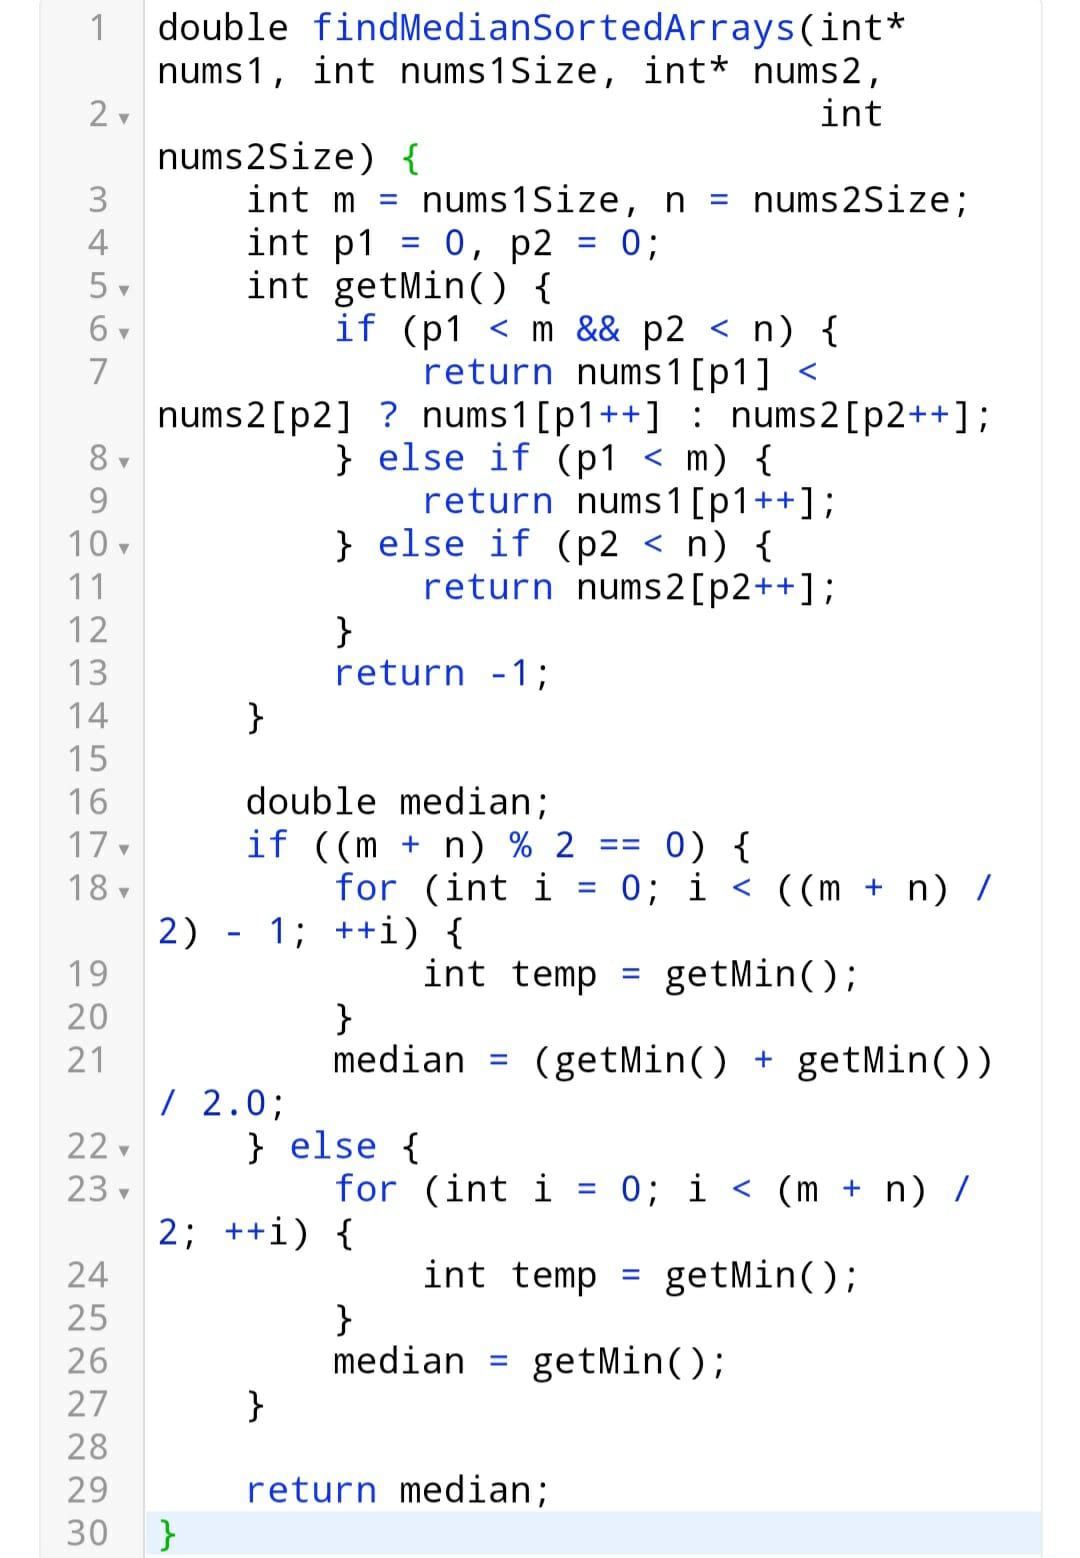 1 double findMedianSortedArrays(int*
nums1, int nums1Size, int* nums2,
2 int
nums2Size) {
3 int m = nums1Size, n = nums2Size;
4 int p1 = 0, p2 = 0;
5 int getMin() {
6 if (p1 < m && p2 < n) {
7 return nums1[p1] <
nums2[p2] ? nums1[p1++] : nums2[p2++];
8 } else if (p1 < m) {
9 return nums1[p1++];
10 } else if (p2 < n) {
11 return nums2[p2++];
12 }
13 return -1;
14 }
15
16 double median;
17 if ((m + n) % 2 == 0) {
18 for (int i = 0; i < ((m + n) /
2) - 1; ++i) {
19 int temp = getMin();
20 }
21 median = (getMin() + getMin())
/ 2.0;
22 } else {
23 for (int i = 0; i < (m + n) /
2; ++i) {
24 int temp = getMin();
25 }
26 median = getMin();
27 }
28
29 return median;
30 }